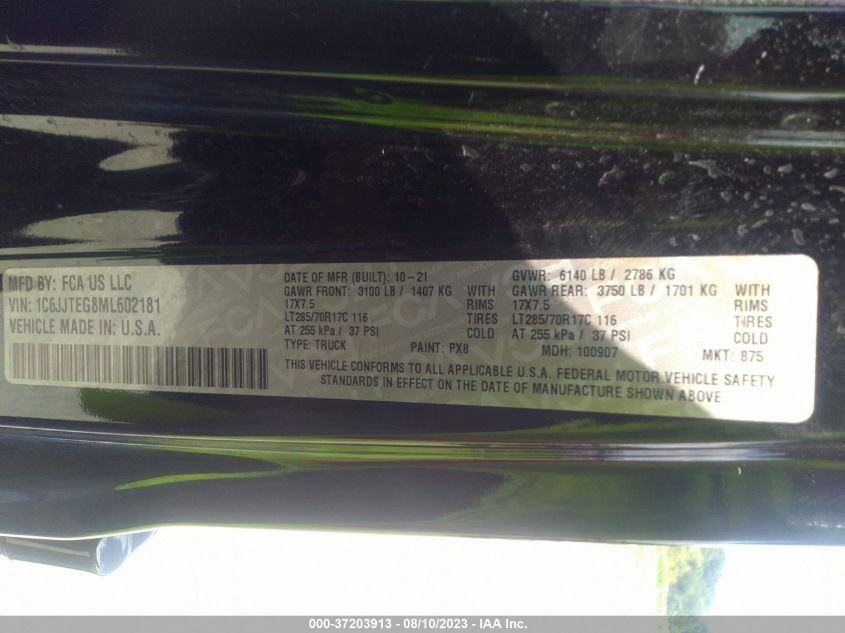 MFD BY: FCA US LLC
VIN: 1C6JJTEG8ML602181
VEHICLE MADE IN: U.S.A.
DATE OF MFR (BUILT): 10-21
GAWR FRONT: 3100 LB / 1407 KG WITH
17X7.5 RIMS
LT285/70R17C 116 TIRES
AT 255 kPa / 37 PSI COLD
TYPE: TRUCK PAINT: PX8
GVWR: 6140 LB / 2786 KG
GAWR REAR: 3750 LB / 1701 KG WITH
17X7.5 RIMS
LT285/70R17C 116 TIRES
AT 255 kPa / 37 PSI COLD
MDH: 100907 MKT: 875
THIS VEHICLE CONFORMS TO ALL APPLICABLE U.S.A. FEDERAL MOTOR VEHICLE SAFETY
STANDARDS IN EFFECT ON THE DATE OF MANUFACTURE SHOWN ABOVE.
000-37203913 - 08/10/2023 - IAA Inc.